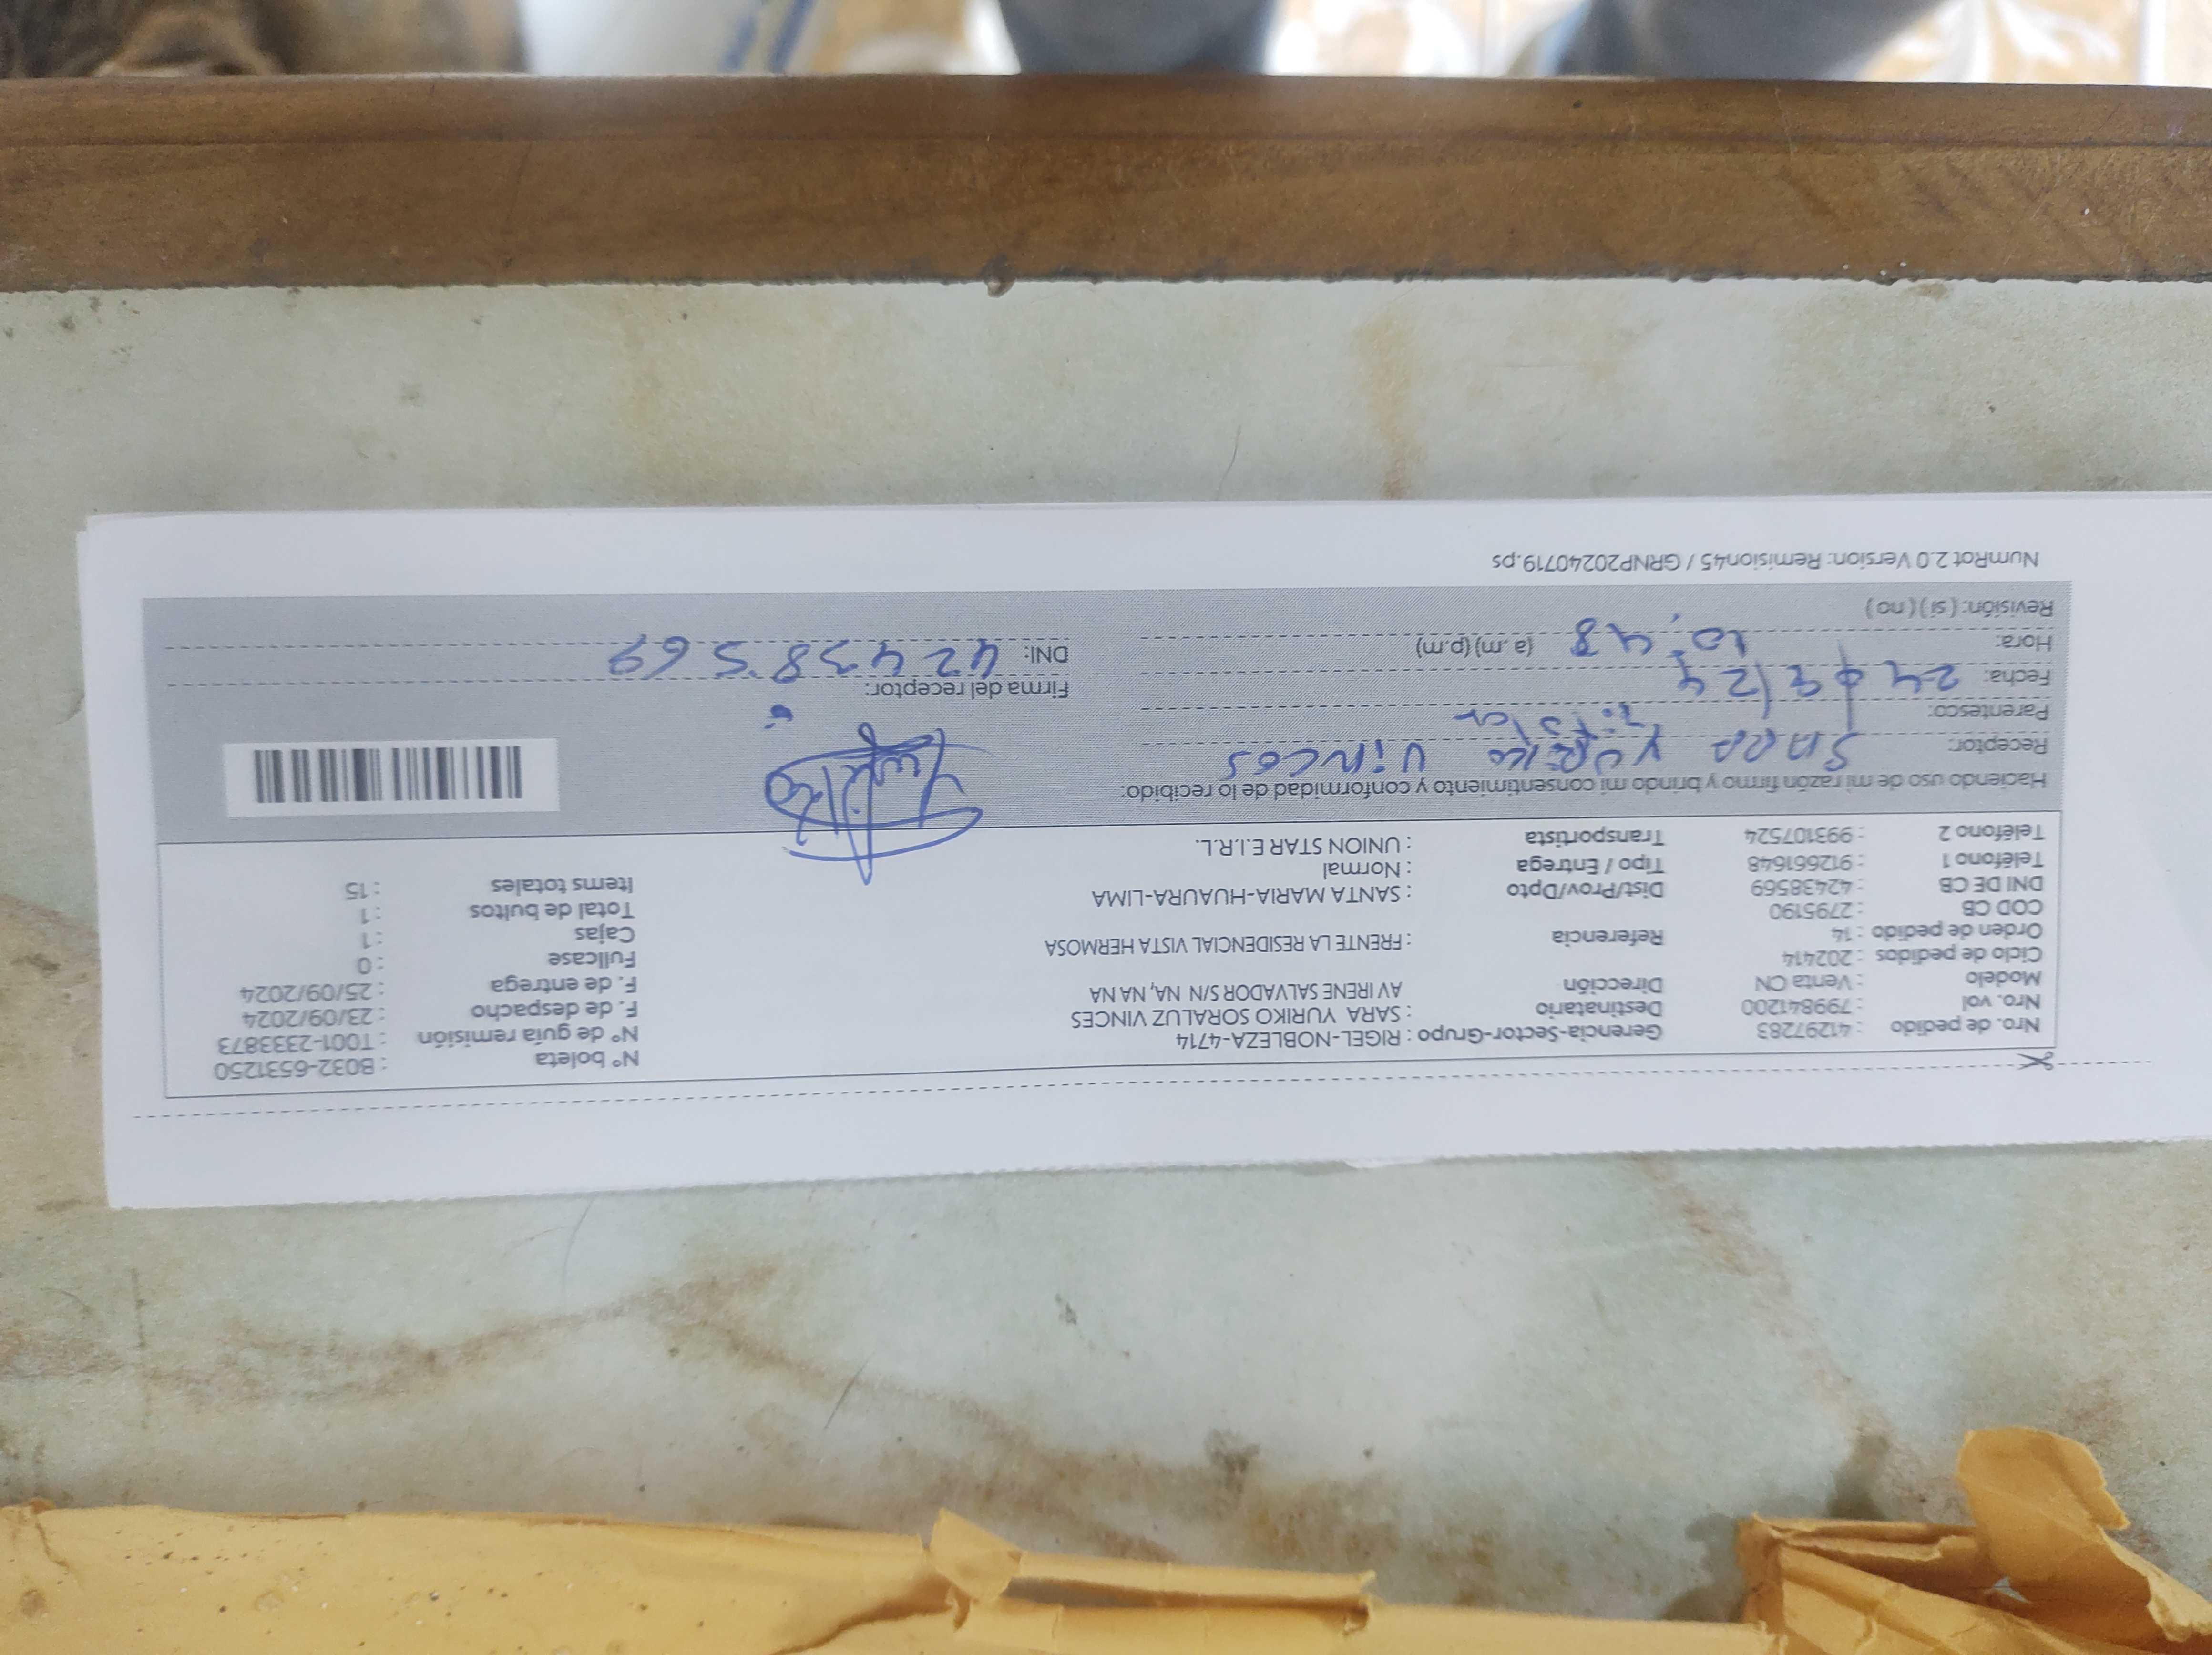 Nro. de pedido : 41297283 Gerencia-Sector-Grupo : RIGEL-NOBLEZA-4714 N° boleta : B032-6531250
Nro. vol : 799841200 Destinatario : SARA YURIKO SORALUZ VINCES N° de guía remisión : T001-2333873
Modelo : Venta CN Dirección AV IRENE SALVADOR S/N NA, NA NA F. de despacho : 23/09/2024
Ciclo de pedidos : 202414 F. de entrega : 25/09/2024
Orden de pedido : 14 Referencia : FRENTE LA RESIDENCIAL VISTA HERMOSA Fullcase : 0
COD CB : 2795190 Cajas : 1
DNI DE CB : 42438569 Dist/Prov/Dpto : SANTA MARIA-HUAURA-LIMA Total de bultos : 1
Teléfono 1 : 912661648 Tipo / Entrega : Normal Items totales : 15
Teléfono 2 : 993107524 Transportista : UNION STAR E.I.R.L.
Haciendo uso de mi razón firmo y brindo mi consentimiento y conformidad de lo recibido:
Receptor: SARA YURIKO
Parentesco:
Fecha: 24/09/24 Firma del receptor:
Hora: 10:48 (a.m) (p.m) DNI: 42438569
Revisión: ( si ) ( no )
NumRot 2.0 Version: Remision45 / GRNP20240719.ps